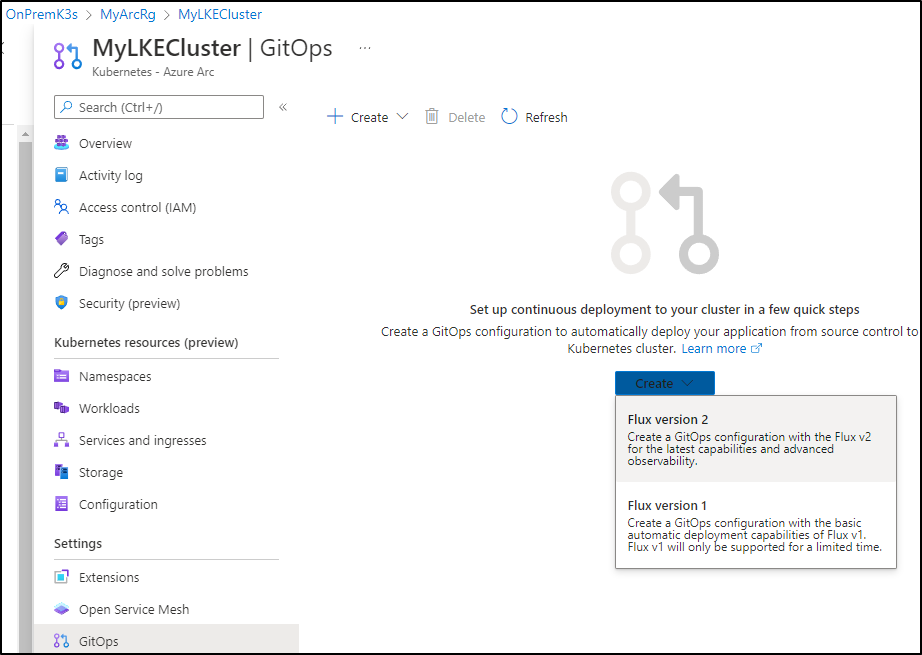 OnPremK3s > MyArcRg > MyLKECluster
MyLKECluster | GitOps ...
Kubernetes - Azure Arc
Search (Ctrl+/)
«
Create
Delete
Refresh
Overview
Activity log
Access control (IAM)
Tags
Diagnose and solve problems
Security (preview)
Kubernetes resources (preview)
Namespaces
Workloads
Services and ingresses
Storage
Configuration
Settings
Extensions
Open Service Mesh
GitOps
Set up continuous deployment to your cluster in a few quick steps
Create a GitOps configuration to automatically deploy your application from source control to
Kubernetes cluster. Learn more
Create
Flux version 2
Create a GitOps configuration with the Flux v2
for the latest capabilities and advanced
observability.
Flux version 1
Create a GitOps configuration with the basic
automatic deployment capabilities of Flux v1.
Flux v1 will only be supported for a limited time.